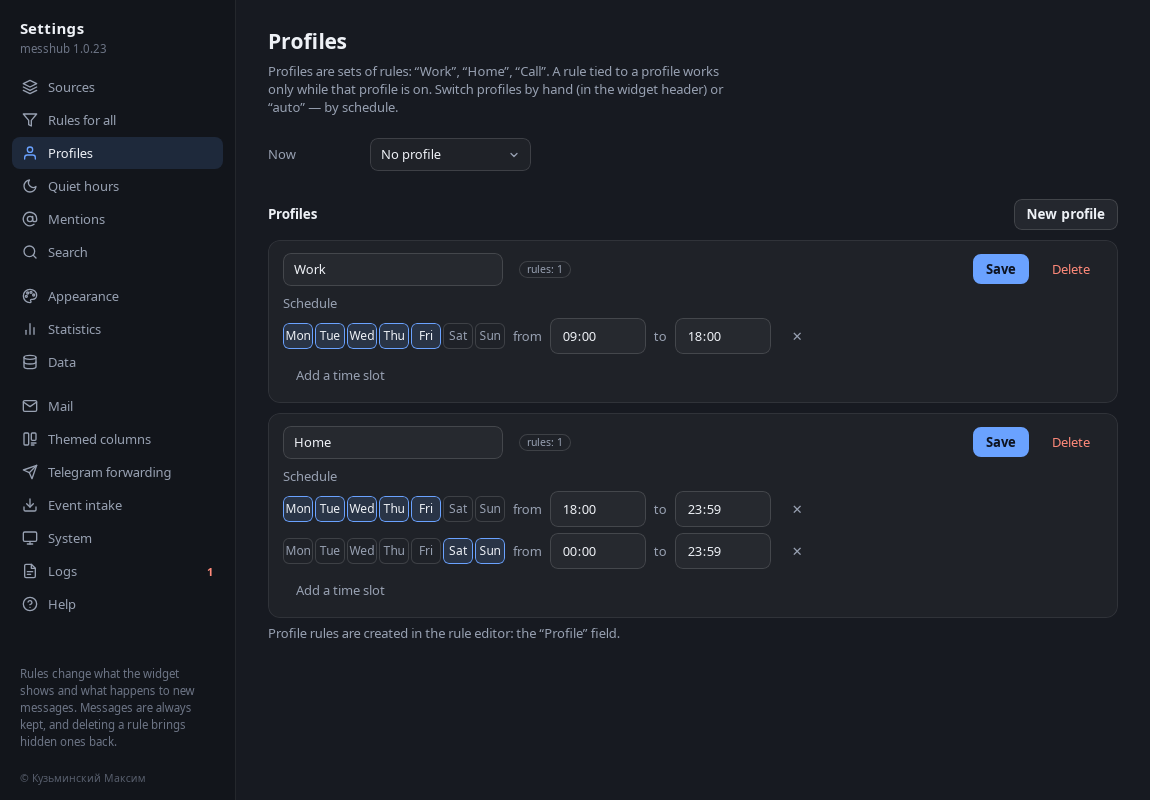 Settings
messhub 1.0.23
Sources
Rules for all
Profiles
Quiet hours
Mentions
Search
Appearance
Statistics
Data
Mail
Themed columns
Telegram forwarding
Event intake
System
Logs 1
Help
Rules change what the widget
shows and what happens to new
messages. Messages are always
kept, and deleting a rule brings
hidden ones back.
© Кузьминский Максим
Profiles
Profiles are sets of rules: “Work”, “Home”, “Call”. A rule tied to a profile works
only while that profile is on. Switch profiles by hand (in the widget header) or
“auto” — by schedule.
Now No profile
Profiles New profile
Work rules: 1 Save Delete
Schedule
Mon Tue Wed Thu Fri Sat Sun from 09:00 to 18:00 ×
Add a time slot
Home rules: 1 Save Delete
Schedule
Mon Tue Wed Thu Fri Sat Sun from 18:00 to 23:59 ×
Mon Tue Wed Thu Fri Sat Sun from 00:00 to 23:59 ×
Add a time slot
Profile rules are created in the rule editor: the “Profile” field.